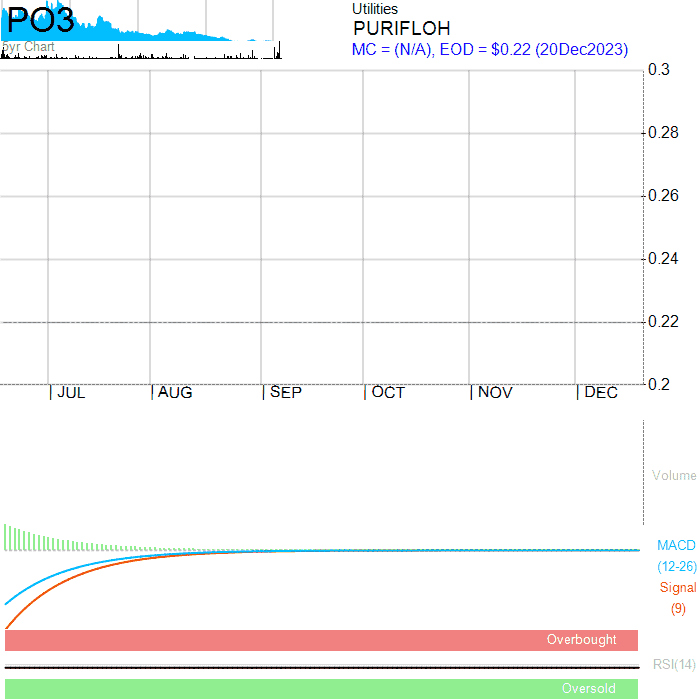 PO3
5yr Chart
Utilities
PURIFLOH
MC = (N/A), EOD = $0.22 (20Dec2023)
0.3
0.28
0.26
0.24
0.22
0.2
JUL AUG SEP OCT NOV DEC
Volume
MACD
(12-26)
Signal
(9)
Overbought
RSI(14)
Oversold